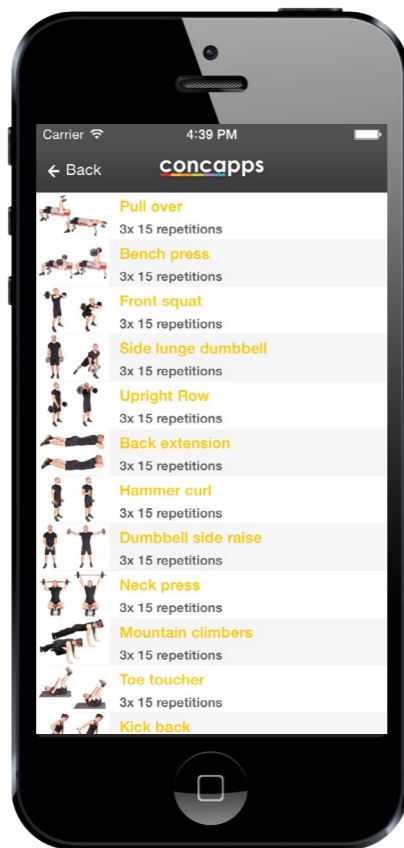 Carrier 4:39 PM
Back concapps
Pull over
3x 15 repetitions
Bench press
3x 15 repetitions
Front squat
3x 15 repetitions
Side lunge dumbbell
3x 15 repetitions
Upright Row
3x 15 repetitions
Back extension
3x 15 repetitions
Hammer curl
3x 15 repetitions
Dumbbell side raise
3x 15 repetitions
Neck press
3x 15 repetitions
Mountain climbers
3x 15 repetitions
Toe toucher
3x 15 repetitions
Kick back